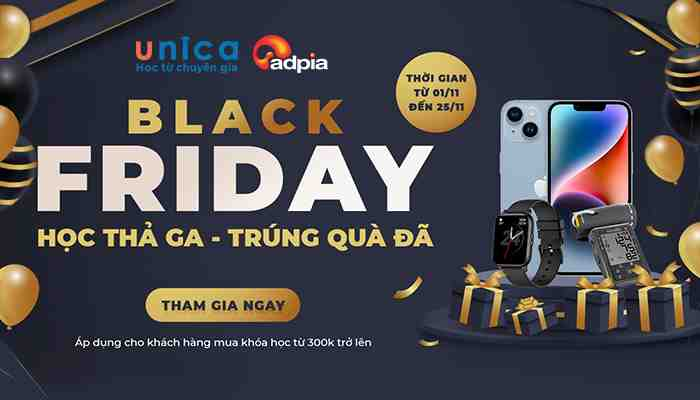 unica
Học từ chuyên gia
adpia
THỜI GIAN
TỪ 01/11
ĐẾN 25/11
BLACK
FRIDAY
HỌC THẢ GA - TRÚNG QUÀ ĐÃ
THAM GIA NGAY
Áp dụng cho khách hàng mua khóa học từ 300k trở lên